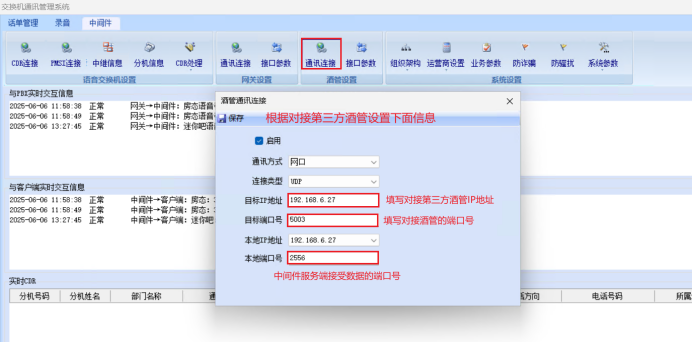 交换机通讯管理系统
话单管理 录音 中间件
CDR连接 PMSI连接 中继信息 分机信息 CDR处理 通讯连接 接口参数 通讯连接 接口参数 组织架构 运营商设置 业务参数 防诈骗 防骚扰 系统参数
语音交换机设置 网关设置 酒管设置 系统设置
与PBX实时交互信息
2025-06-06 11:58:38 正常 网关→中间件: 房态语音
2025-06-06 11:58:49 正常 网关→中间件: 房态语音
2025-06-06 13:27:45 正常 网关→中间件: 迷你吧语
与客户端实时交互信息
2025-06-06 11:58:38 正常 中间件→客户端: 房态:
2025-06-06 11:58:49 正常 中间件→客户端: 房态:
2025-06-06 13:27:45 正常 中间件→客户端: 迷你吧
实时CDR
分机号码 分机姓名 部门名称 通 话方向 电话号码 所属
酒管通讯连接
保存 根据对接第三方酒管设置下面信息
启用
通讯方式 网口
连接类型 UDP
目标IP地址 192.168.6.27 填写对接第三方酒管IP地址
目标端口号 5003 填写对接酒管的端口号
本地IP地址 192.168.6.27
本地端口号 2556
中间件服务端接受数据的端口号